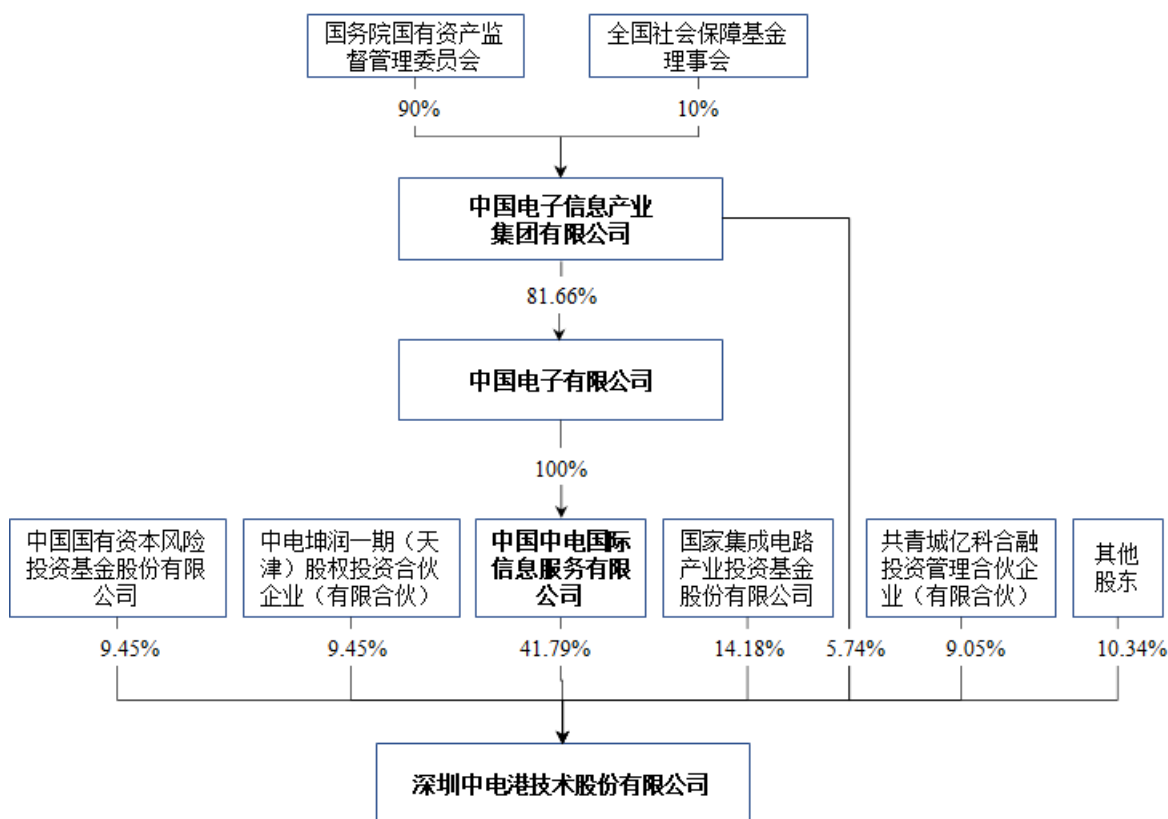 国务院国有资产监
督管理委员会
全国社会保障基金
理事会
90%
10%
中国电子信息产业
集团有限公司
81.66%
中国电子有限公司
100%
中国国有资本风险
投资基金股份有限
公司
中电坤润一期（天
津）股权投资合伙
企业（有限合伙）
中国中电国际
信息服务有限
公司
国家集成电路
产业投资基金
股份有限公司
共青城亿科合融
投资管理合伙企
业（有限合伙）
其他
股东
9.45%
9.45%
41.79%
14.18%
5.74%
9.05%
10.34%
深圳中电港技术股份有限公司